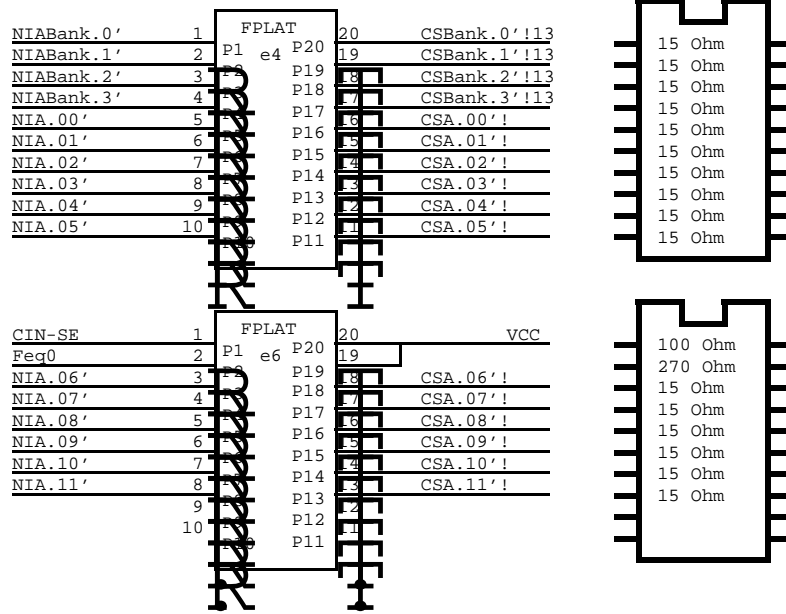 FPLAT
NIABank.0' 1 P1 e4 P20 20 CSBank.0'!13
NIABank.1' 2 P19 19 CSBank.1'!13
NIABank.2' 3 P18 18 CSBank.2'!13
NIABank.3' 4 P17 17 CSBank.3'!13
NIA.00' 5 P16 16 CSA.00'!
NIA.01' 6 P15 15 CSA.01'!
NIA.02' 7 P14 14 CSA.02'!
NIA.03' 8 P13 13 CSA.03'!
NIA.04' 9 P12 12 CSA.04'!
NIA.05' 10 P11 11 CSA.05'!
15 Ohm
15 Ohm
15 Ohm
15 Ohm
15 Ohm
15 Ohm
15 Ohm
15 Ohm
15 Ohm
15 Ohm
FPLAT
CIN-SE 1 P1 e6 P20 20 VCC
Feq0 2 P19 19
NIA.06' 3 P18 18 CSA.06'!
NIA.07' 4 P17 17 CSA.07'!
NIA.08' 5 P16 16 CSA.08'!
NIA.09' 6 P15 15 CSA.09'!
NIA.10' 7 P14 14 CSA.10'!
NIA.11' 8 P13 13 CSA.11'!
9 P12 12
10 P11 11
100 Ohm
270 Ohm
15 Ohm
15 Ohm
15 Ohm
15 Ohm
15 Ohm
15 Ohm